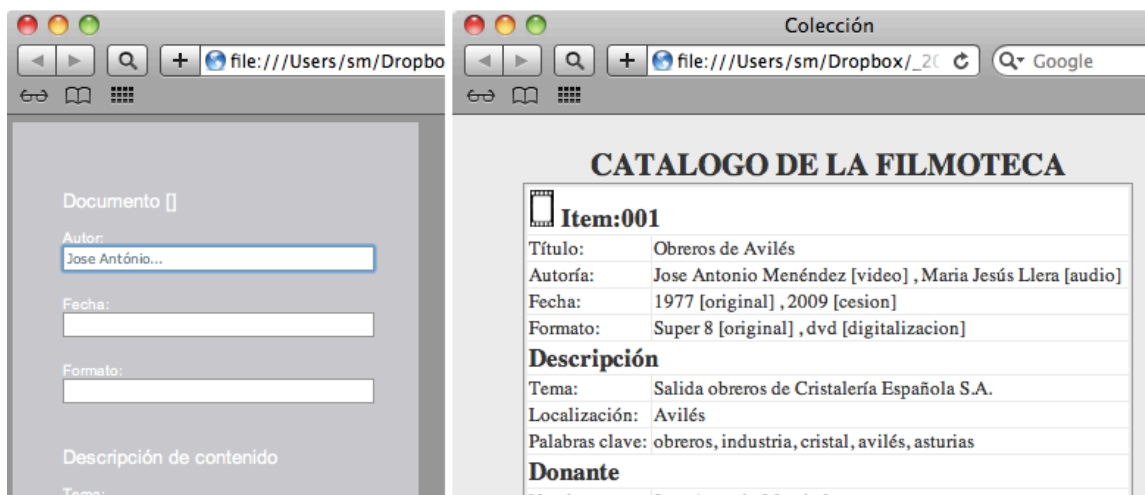 file:///Users/sm/Dropbo
Documento []
Autor:
Jose António...
Fecha:
Formato:
Descripción de contenido
Tema:
Colección
file:///Users/sm/Dropbox/_20
Google
CATALOGO DE LA FILMOTECA
Item:001
Título: Obreros de Avilés
Autoría: Jose Antonio Menéndez [video] , Maria Jesús Llera [audio]
Fecha: 1977 [original] , 2009 [cesion]
Formato: Super 8 [original] , dvd [digitalizacion]
Descripción
Tema: Salida obreros de Cristalería Española S.A.
Localización: Avilés
Palabras clave: obreros, industria, cristal, avilés, asturias
Donante